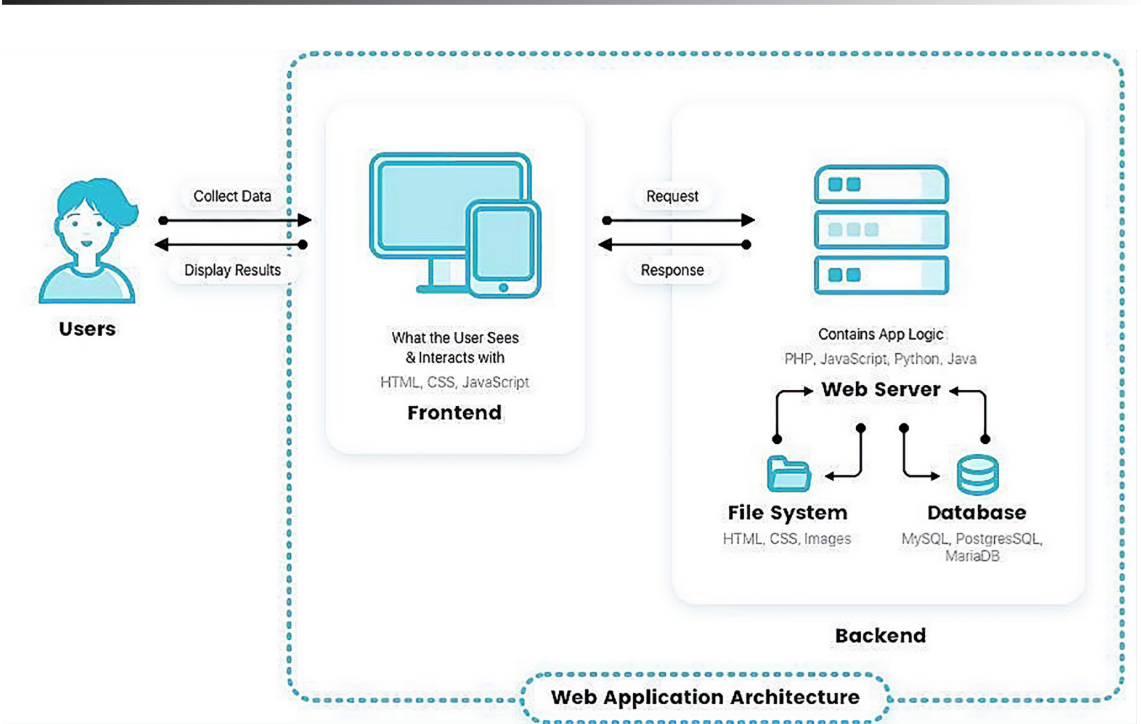 Collect Data
Display Results
Users
What the User Sees
& Interacts with
HTML, CSS, JavaScript
Frontend
Request
Response
Contains App Logic
PHP, JavaScript, Python, Java
Web Server
File System
HTML, CSS, Images
Database
MySQL, PostgresSQL,
MariaDB
Backend
Web Application Architecture